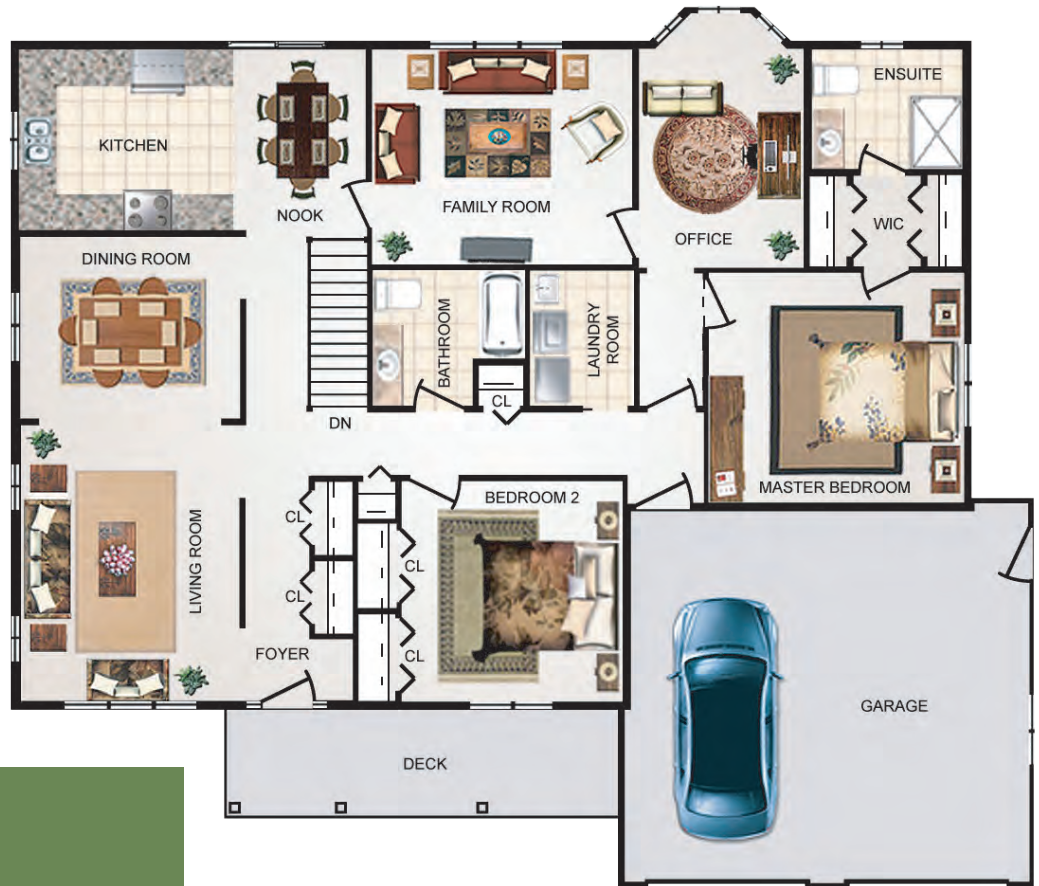 KITCHEN
NOOK
FAMILY ROOM
OFFICE
ENSUITE
WIC
DINING ROOM
BATHROOM
LAUNDRY
ROOM
CL
DN
MASTER BEDROOM
LIVING ROOM
CL
CL
BEDROOM 2
CL
CL
FOYER
GARAGE
DECK